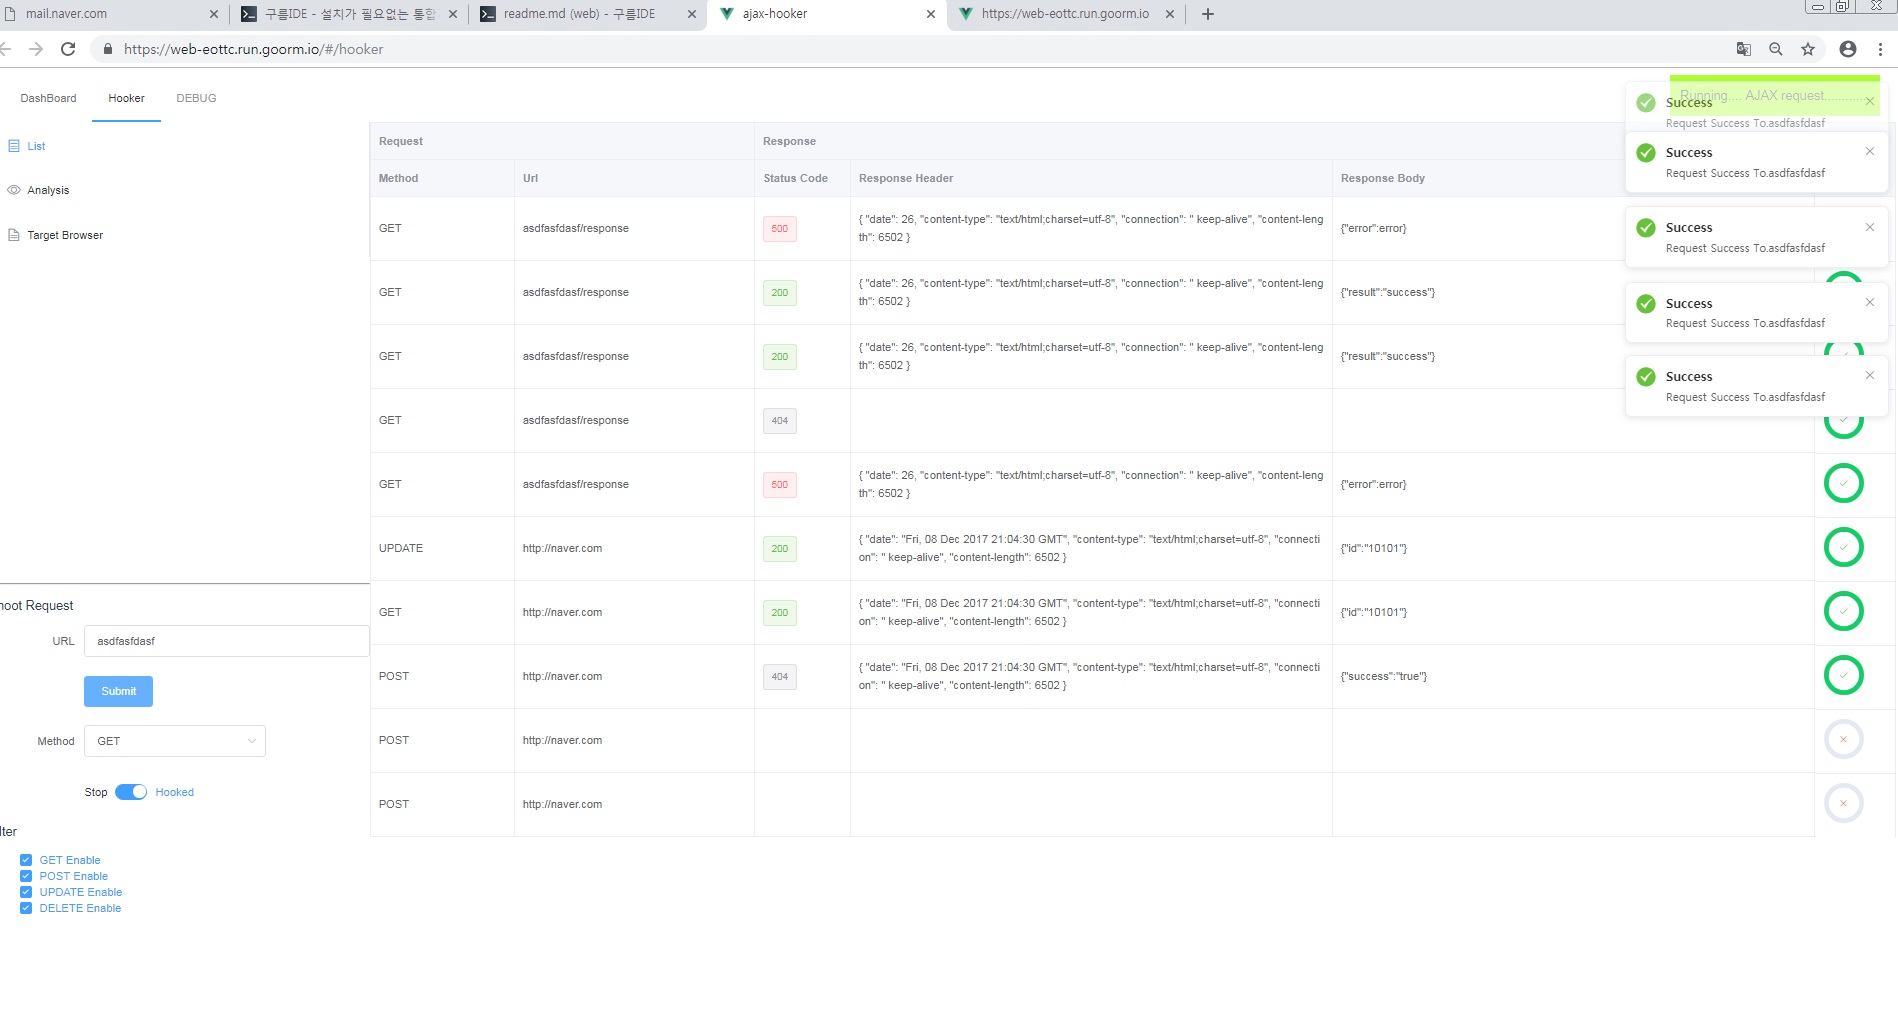 mail.naver.com
구름IDE - 설치가 필요없는 통합
readme.md (web) - 구름IDE
ajax-hooker
https://web-eottc.run.goorm.io
https://web-eottc.run.goorm.io/#/hooker
DashBoard
Hooker
DEBUG
List
Analysis
Target Browser
Request
Response
Method
Url
Status Code
Response Header
Response Body
GET
asdfasfdasf/response
500
{ "date": 26, "content-type": "text/html;charset=utf-8", "connection": " keep-alive", "content-leng
th": 6502 }
{"error":error}
GET
asdfasfdasf/response
200
{ "date": 26, "content-type": "text/html;charset=utf-8", "connection": " keep-alive", "content-leng
th": 6502 }
{"result":"success"}
GET
asdfasfdasf/response
200
{ "date": 26, "content-type": "text/html;charset=utf-8", "connection": " keep-alive", "content-leng
th": 6502 }
{"result":"success"}
GET
asdfasfdasf/response
404
GET
asdfasfdasf/response
500
{ "date": 26, "content-type": "text/html;charset=utf-8", "connection": " keep-alive", "content-leng
th": 6502 }
{"error":error}
UPDATE
http://naver.com
200
{ "date": "Fri, 08 Dec 2017 21:04:30 GMT", "content-type": "text/html;charset=utf-8", "connecti
on": " keep-alive", "content-length": 6502 }
{"id":"10101"}
GET
http://naver.com
200
{ "date": "Fri, 08 Dec 2017 21:04:30 GMT", "content-type": "text/html;charset=utf-8", "connecti
on": " keep-alive", "content-length": 6502 }
{"id":"10101"}
POST
http://naver.com
404
{ "date": "Fri, 08 Dec 2017 21:04:30 GMT", "content-type": "text/html;charset=utf-8", "connecti
on": " keep-alive", "content-length": 6502 }
{"success":"true"}
POST
http://naver.com
POST
http://naver.com
Running.... AJAX request............
Success
Request Success To.asdfasfdasf
Success
Request Success To.asdfasfdasf
Success
Request Success To.asdfasfdasf
Success
Request Success To.asdfasfdasf
Success
Request Success To.asdfasfdasf
hoot Request
URL
asdfasfdasf
Submit
Method
GET
Stop
Hooked
lter
GET Enable
POST Enable
UPDATE Enable
DELETE Enable